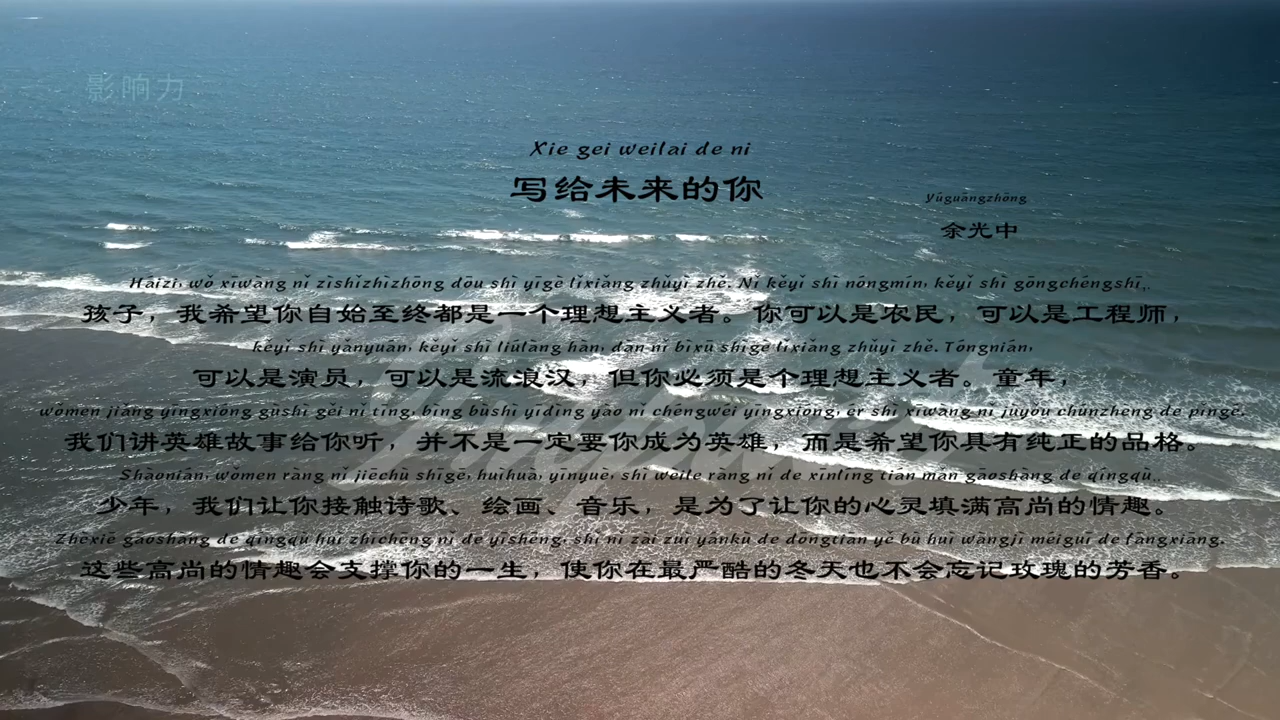 影响力
Xie gei weilai de ni
写给未来的你
Yúguāngzhōng
余光中
Háizi, wǒ xīwàng nǐ zìshǐzhìzhōng dōu shì yīgè lǐxiǎng zhǔyì zhě. Nǐ kěyǐ shì nóngmín, kěyǐ shì gōngchéngshī,.
孩子，我希望你自始至终都是一个理想主义者。你可以是农民，可以是工程师，
kěyǐ shì yǎnyuán, kěyǐ shì liúlàng hàn, dàn nǐ bìxū shìgè lǐxiǎng zhǔyì zhě. Tóngnián,
可以是演员，可以是流浪汉，但你必须是个理想主义者。童年，
wǒmen jiǎng yīngxióng gùshì gěi nǐ tīng, bìng bùshì yīdìng yào nǐ chéngwéi yīngxióng, ér shì xīwàng nǐ jùyǒu chúnzhèng de pǐngé.
我们讲英雄故事给你听，并不是一定要你成为英雄，而是希望你具有纯正的品格。
Shàonián, wǒmen ràng nǐ jiēchù shīgē, huìhuà, yīnyuè, shì wèile ràng nǐ de xīnlíng tián mǎn gāoshàng de qíngqù.
少年，我们让你接触诗歌、绘画、音乐，是为了让你的心灵填满高尚的情趣。
Zhèxiē gāoshàng de qíngqù huì zhīchēng nǐ de yīshēng, shǐ nǐ zài zuì yánkù de dōngtiān yě bù huì wàngjì méiguī de fāngxiāng.
这些高尚的情趣会支撑你的一生，使你在最严酷的冬天也不会忘记玫瑰的芳香。